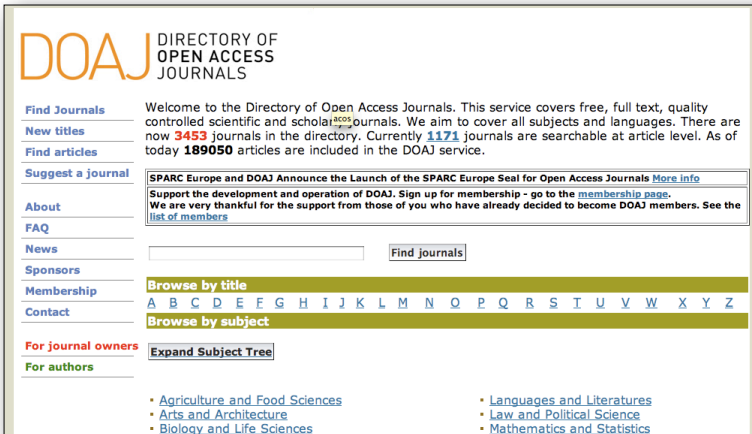 DOAJ DIRECTORY OF
OPEN ACCESS
JOURNALS
Find Journals
New titles
Find articles
Suggest a journal
About
FAQ
News
Sponsors
Membership
Contact
For journal owners
For authors
Welcome to the Directory of Open Access Journals. This service covers free, full text, quality
controlled scientific and scholar ournals. We aim to cover all subjects and languages. There are
acos
now 3453 journals in the directory. Currently 1171 journals are searchable at article level. As of
today 189050 articles are included in the DOAJ service.
SPARC Europe and DOAJ Announce the Launch of the SPARC Europe Seal for Open Access Journals More info
Support the development and operation of DOAJ. Sign up for membership - go to the membership page.
We are very thankful for the support from those of you who have already decided to become DOAJ members. See the
list of members
Find journals
Browse by title
A B C D E F G H I J K L M N O P Q R S T U V W X Y Z
Browse by subject
Expand Subject Tree
Agriculture and Food Sciences
Arts and Architecture
Biology and Life Sciences
Languages and Literatures
Law and Political Science
Mathematics and Statistics